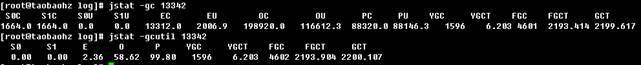 [root@taobaohz log]# jstat -gc 13342
S0C S1C S0U S1U EC EU OC OU PC PU YGC YGCT FGC FGCT GCT
1664.0 1664.0 0.0 0.0 13312.0 2006.9 198920.0 116612.3 88320.0 88146.3 1596 6.203 4601 2193.414 2199.617
[root@taobaohz log]# jstat -gcutil 13342
S0 S1 E O P YGC YGCT FGC FGCT GCT
0.00 0.00 2.36 58.62 99.80 1596 6.203 4602 2193.904 2200.107